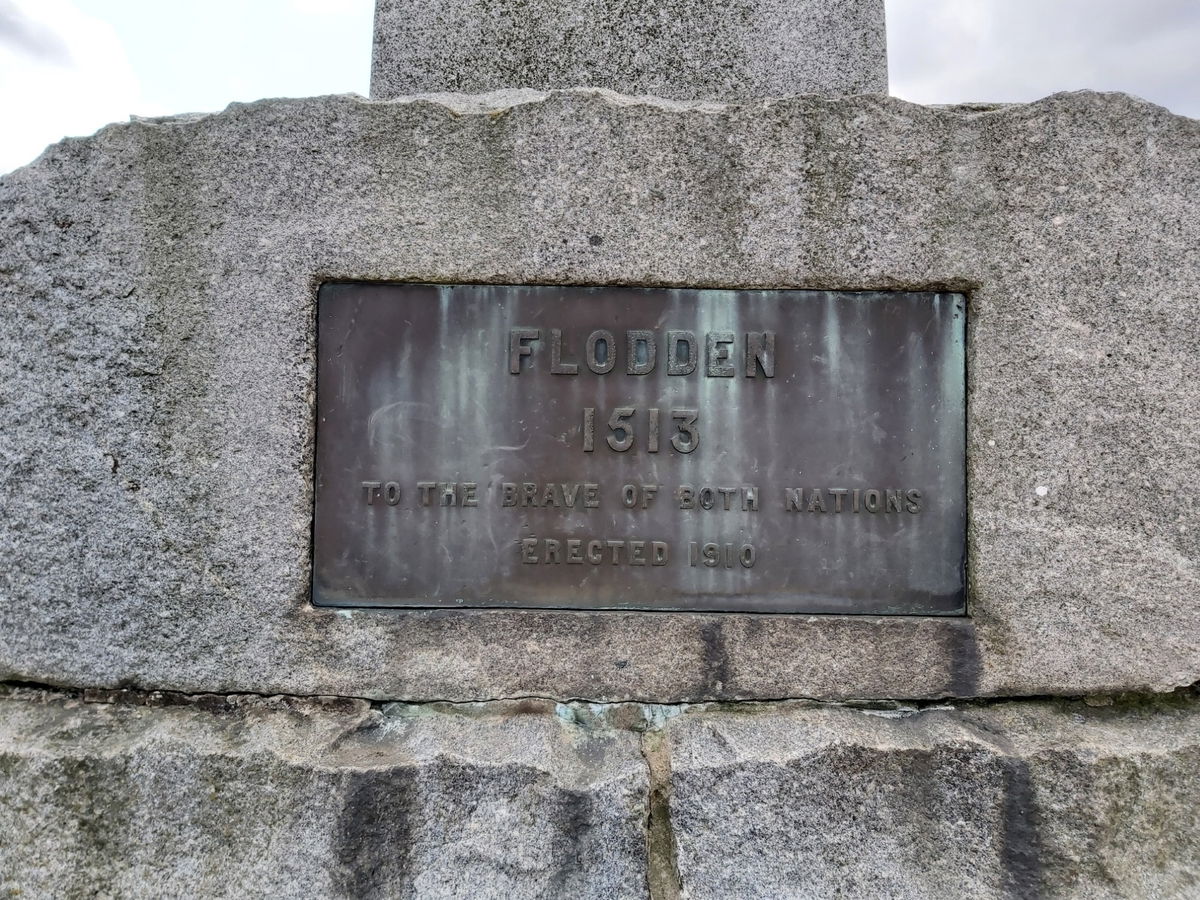 FLODDEN
1513
TO THE BRAVE OF BOTH NATIONS
ERECTED 1910